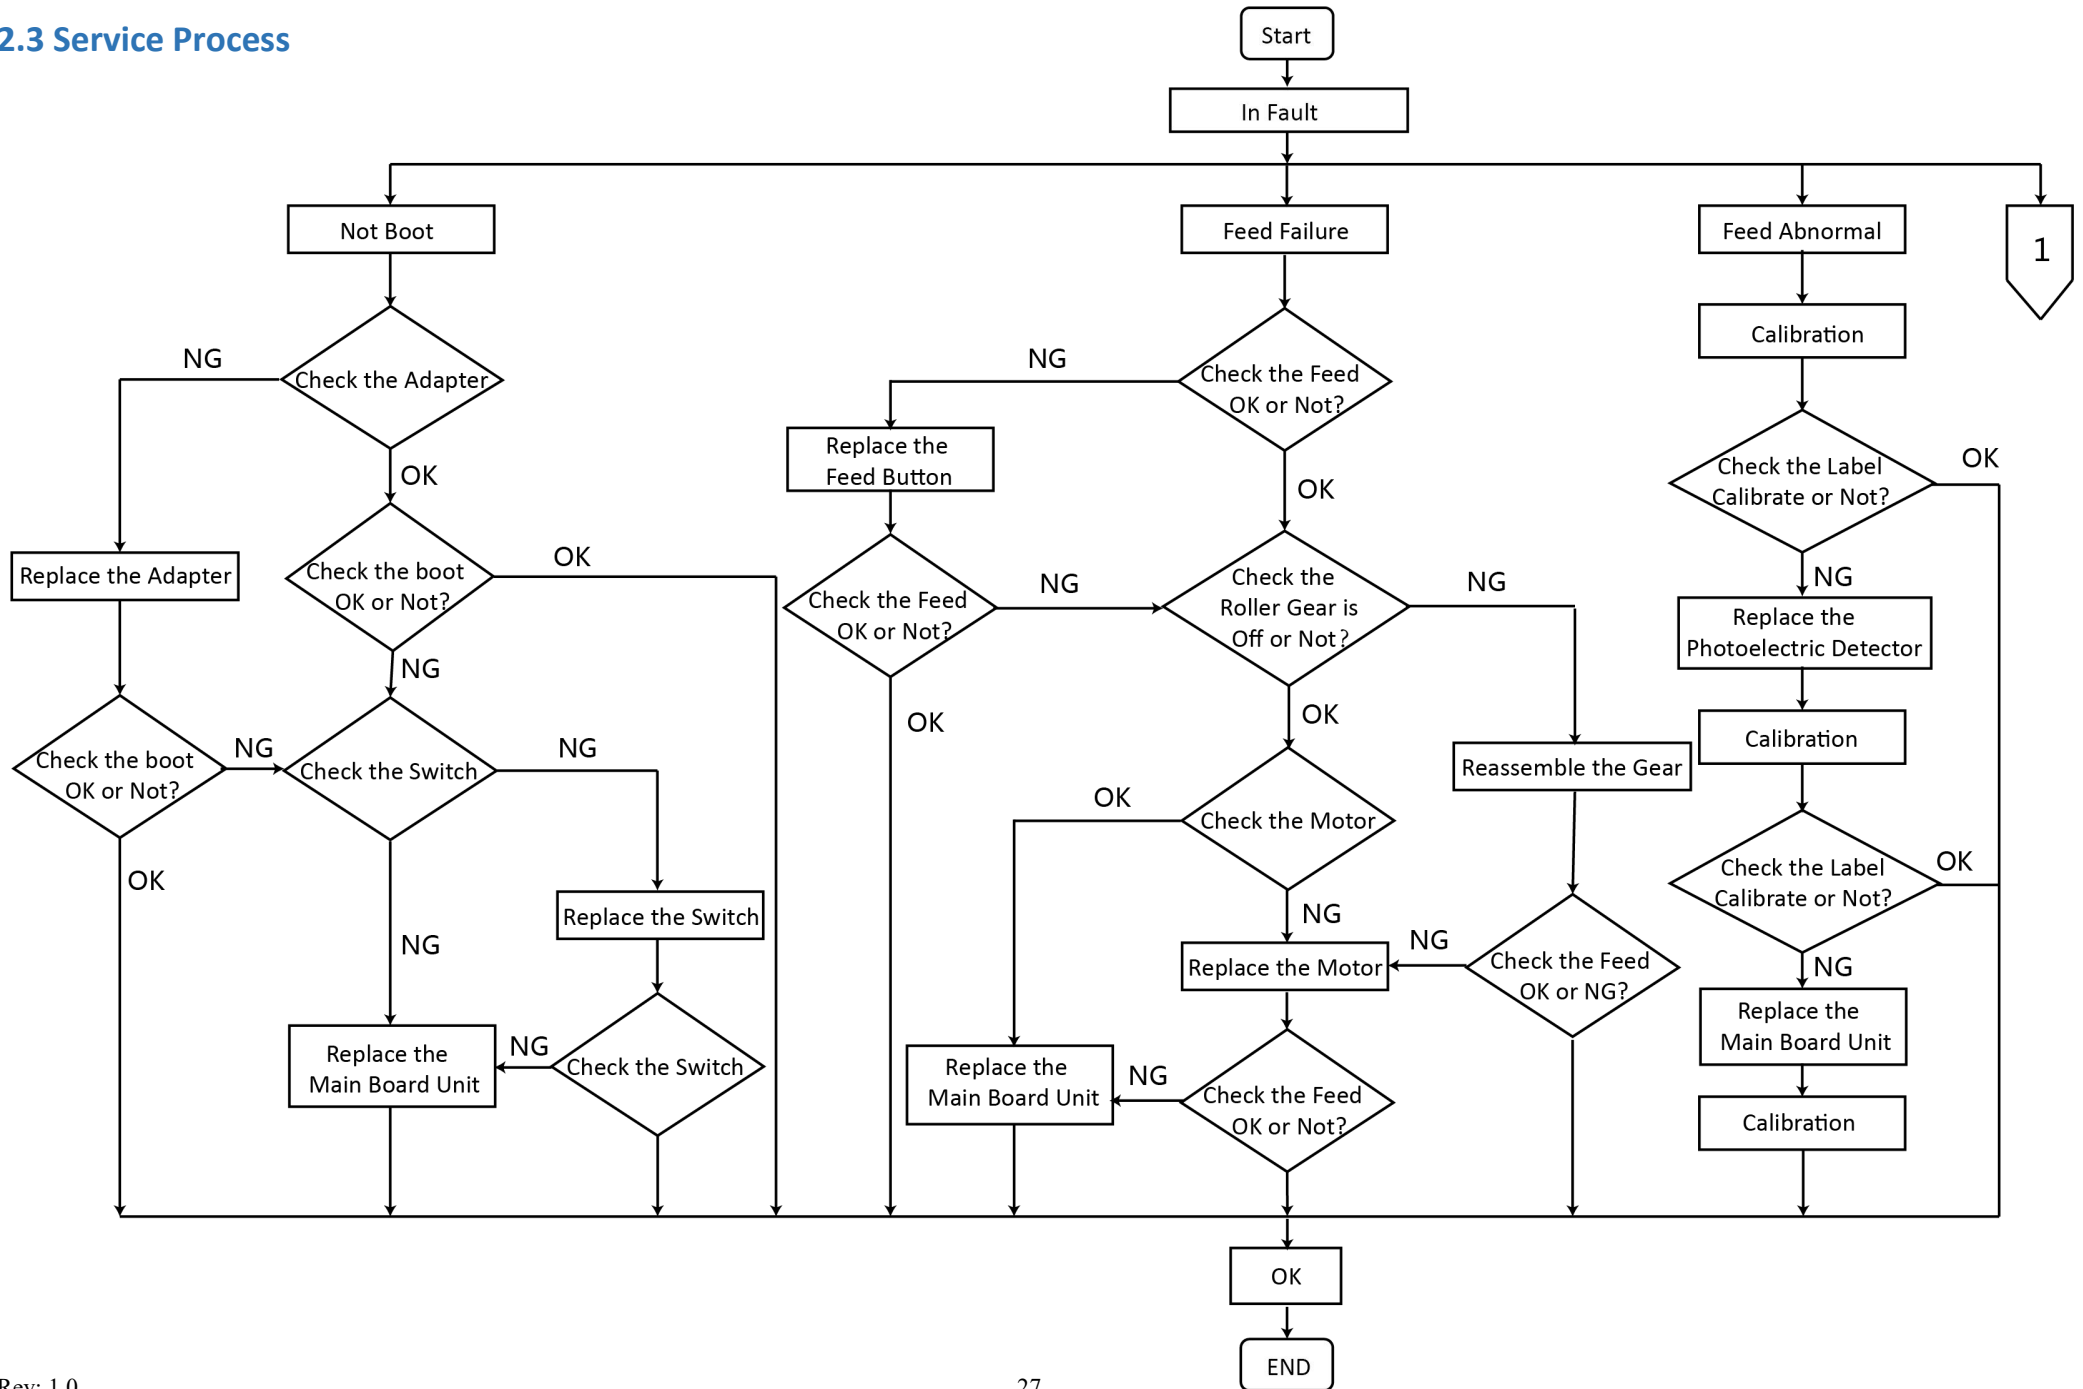 2.3 Service Process
Start
In Fault
Not Boot
Feed Failure
Feed Abnormal
1
Calibration
NG
Check the Adapter
NG
Check the Feed
OK or Not?
OK
Replace the
Feed Button
OK
Check the Label
Calibrate or Not?
OK
OK
Check the boot
OK or Not?
Replace the Adapter
NG
Check the Feed
OK or Not?
NG
Check the
Roller Gear is
Off or Not?
NG
NG
Replace the
Photoelectric Detector
NG
OK
OK
Calibration
Check the boot
OK or Not?
NG
Check the Switch
NG
Reassemble the Gear
OK
Check the Motor
OK
Check the Label
Calibrate or Not?
OK
Replace the Switch
NG
NG
Replace the Motor
NG
Check the Feed
OK or NG?
NG
Replace the
Main Board Unit
Replace the
Main Board Unit
NG
Check the Switch
Replace the
Main Board Unit
NG
Check the Feed
OK or Not?
Calibration
OK
END
Rev: 1.0
27